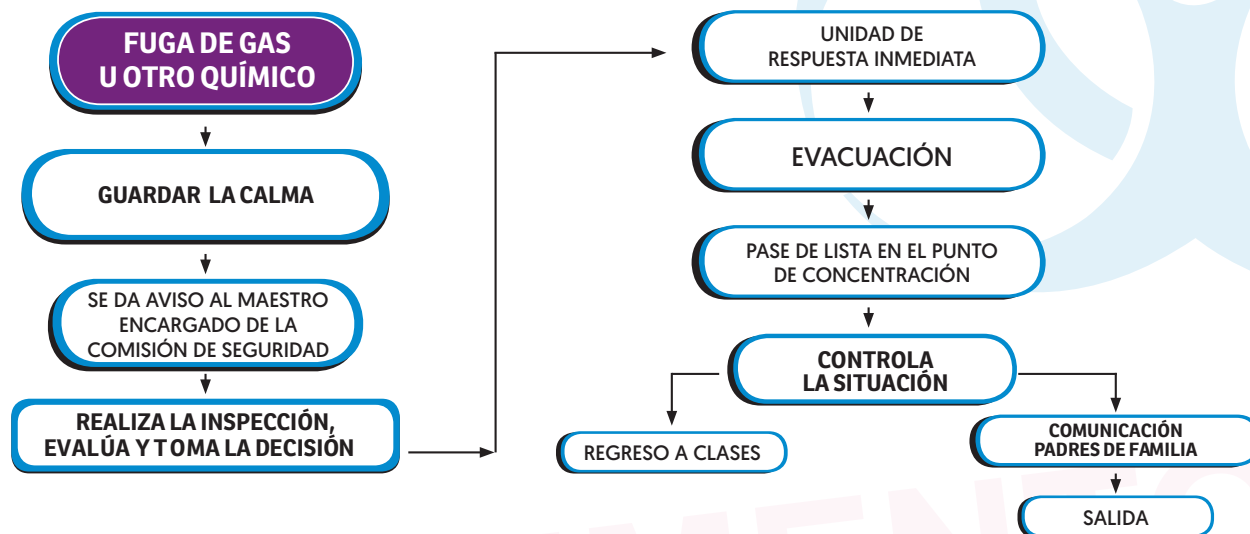 FUGA DE GAS
U OTRO QUÍMICO
GUARDAR LA CALMA
SE DA AVISO AL MAESTRO
ENCARGADO DE LA
COMISIÓN DE SEGURIDAD
REALIZA LA INSPECCIÓN,
EVALÚA Y TOMA LA DECISIÓN
UNIDAD DE
RESPUESTA INMEDIATA
EVACUACIÓN
PASE DE LISTA EN EL PUNTO
DE CONCENTRACIÓN
CONTROLA
LA SITUACIÓN
REGRESO A CLASES
COMUNICACIÓN
PADRES DE FAMILIA
SALIDA